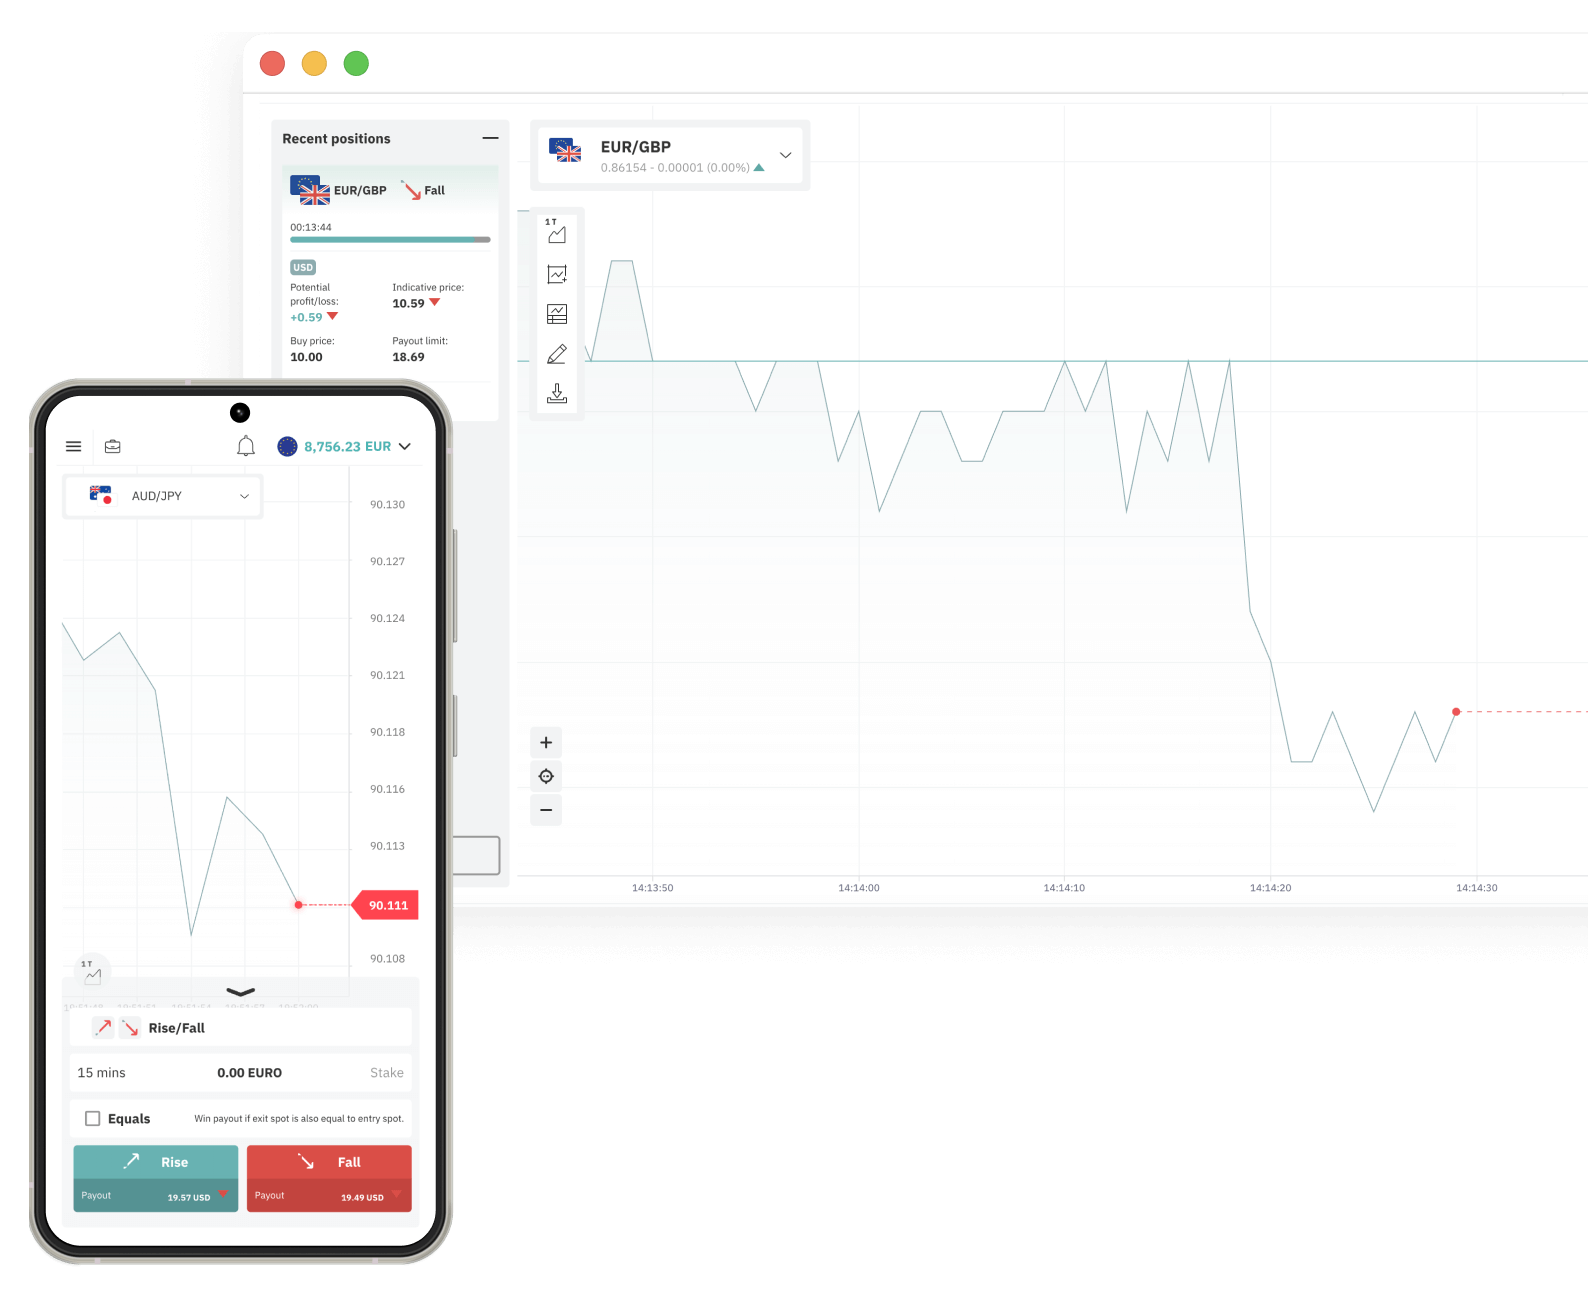 Recent positions
EUR/GBP Fall
00:13:44
USD
Potential profit/loss:
+0.59
Indicative price:
10.59
Buy price:
10.00
Payout limit:
18.69
EUR/GBP
0.86154 - 0.00001 (0.00%)
1 T
14:13:50 14:14:00 14:14:10 14:14:20 14:14:30
8,756.23 EUR
AUD/JPY
90.130
90.127
90.124
90.121
90.118
90.116
90.113
90.111
90.108
1 T
Rise/Fall
15 mins 0.00 EURO Stake
Equals Win payout if exit spot is also equal to entry spot.
Rise
Payout 19.57 USD
Fall
Payout 19.49 USD